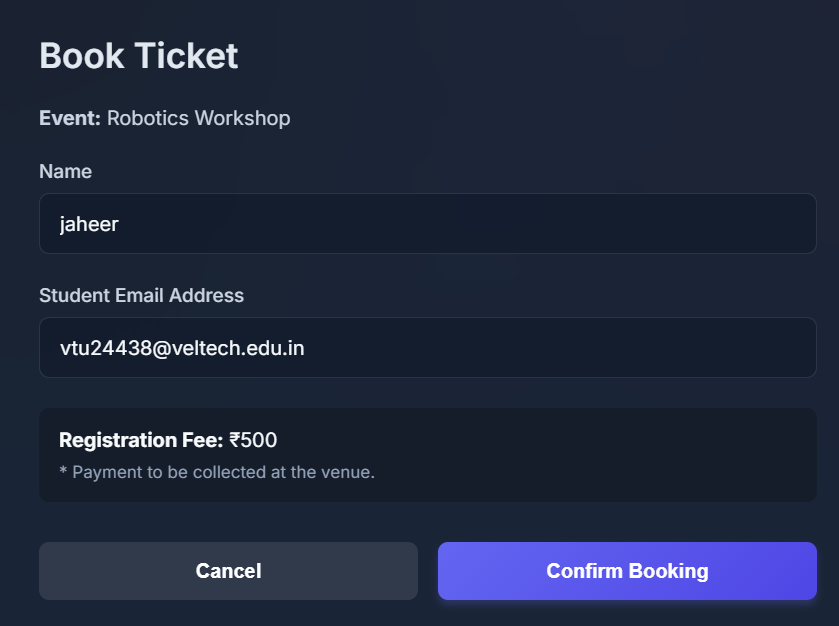 Book Ticket
Event: Robotics Workshop
Name
jaheer
Student Email Address
vtu24438@veltech.edu.in
Registration Fee: ₹500
* Payment to be collected at the venue.
Cancel
Confirm Booking